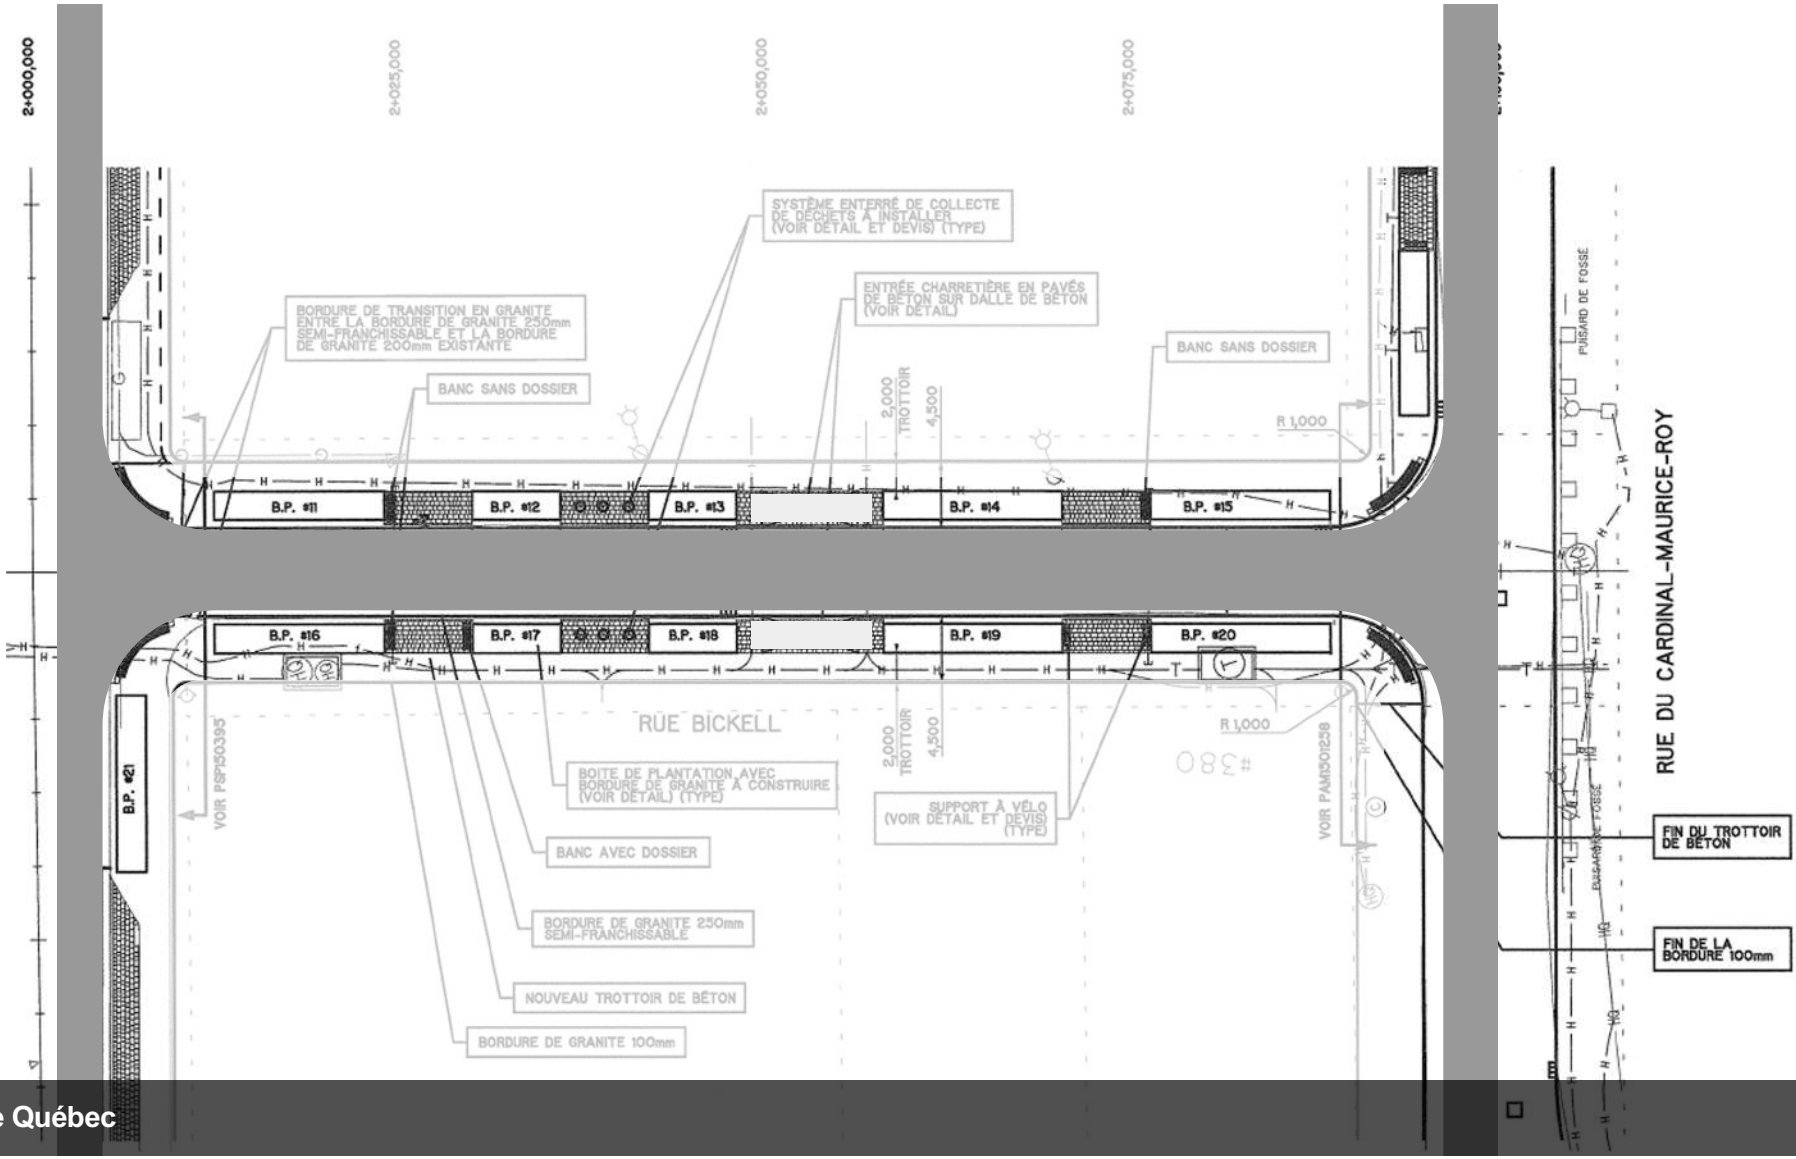 2+000,000
2+025,000
2+050,000
2+075,000
SYSTÈME ENTERRÉ DE COLLECTE
DE DÉCHETS À INSTALLER
(VOIR DÉTAIL ET DEVIS) (TYPE)
ENTRÉE CHARRETIÈRE EN PAVÉS
DE BÉTON SUR DALLE DE BÉTON
(VOIR DÉTAIL)
BORDURE DE TRANSITION EN GRANITE
ENTRE LA BORDURE DE GRANITE 250mm
SEMI-FRANCHISSABLE ET LA BORDURE
DE GRANITE 200mm EXISTANTE
BANC SANS DOSSIER
BANC SANS DOSSIER
2,000
TROTTOIR
4,500
R 1,000
PUISARD DE FOSSÉ
B.P. #11
B.P. #12
B.P. #13
B.P. #14
B.P. #15
RUE DU CARDINAL-MAURICE-ROY
B.P. #16
B.P. #17
B.P. #18
B.P. #19
B.P. #20
B.P. #21
VOIR PSP150395
RUE BICKELL
2,000
TROTTOIR
4,500
R 1,000
#380
VOIR PAM1501258
BOITE DE PLANTATION AVEC
BORDURE DE GRANITE À CONSTRUIRE
(VOIR DÉTAIL) (TYPE)
SUPPORT À VÉLO
(VOIR DÉTAIL ET DEVIS)
(TYPE)
BANC AVEC DOSSIER
PUISARD DE FOSSÉ
FIN DU TROTTOIR
DE BÉTON
BORDURE DE GRANITE 250mm
SEMI-FRANCHISSABLE
FIN DE LA
BORDURE 100mm
NOUVEAU TROTTOIR DE BÉTON
BORDURE DE GRANITE 100mm
e Québec